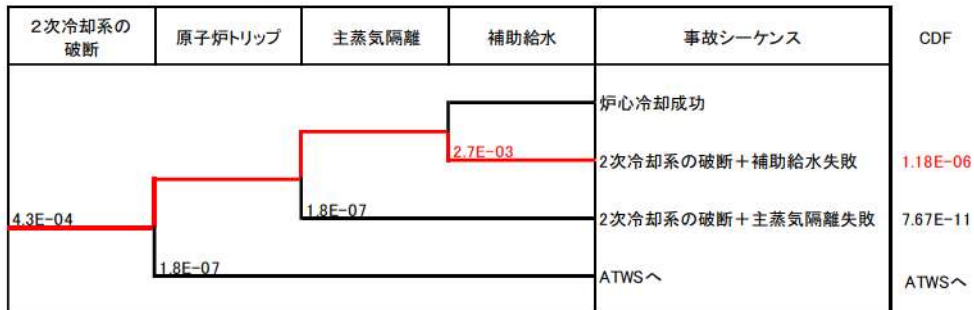 ２次冷却系の
破断
原子炉トリップ
主蒸気隔離
補助給水
事故シーケンス
CDF
炉心冷却成功
2.7E-03
2次冷却系の破断＋補助給水失敗
1.18E-06
4.3E-04
1.8E-07
2次冷却系の破断＋主蒸気隔離失敗
7.67E-11
1.8E-07
ATWSへ
ATWSへ